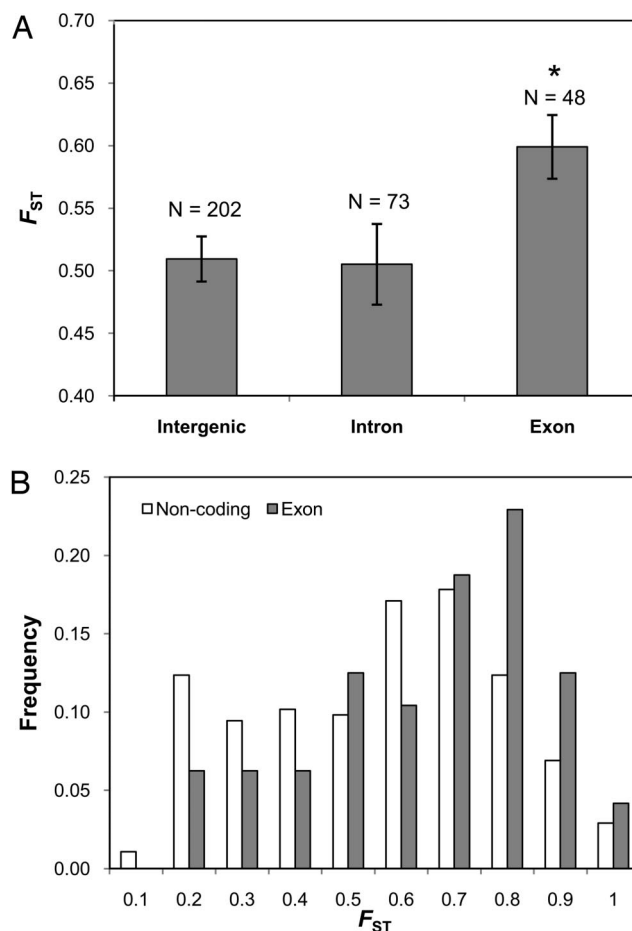 A
0.70
0.65
0.60
0.55
0.50
0.45
0.40
FST
N = 202
N = 73
*
N = 48
Intergenic
Intron
Exon
B
0.25
0.20
0.15
0.10
0.05
0.00
Frequency
Non-coding
Exon
0.1 0.2 0.3 0.4 0.5 0.6 0.7 0.8 0.9 1
FST